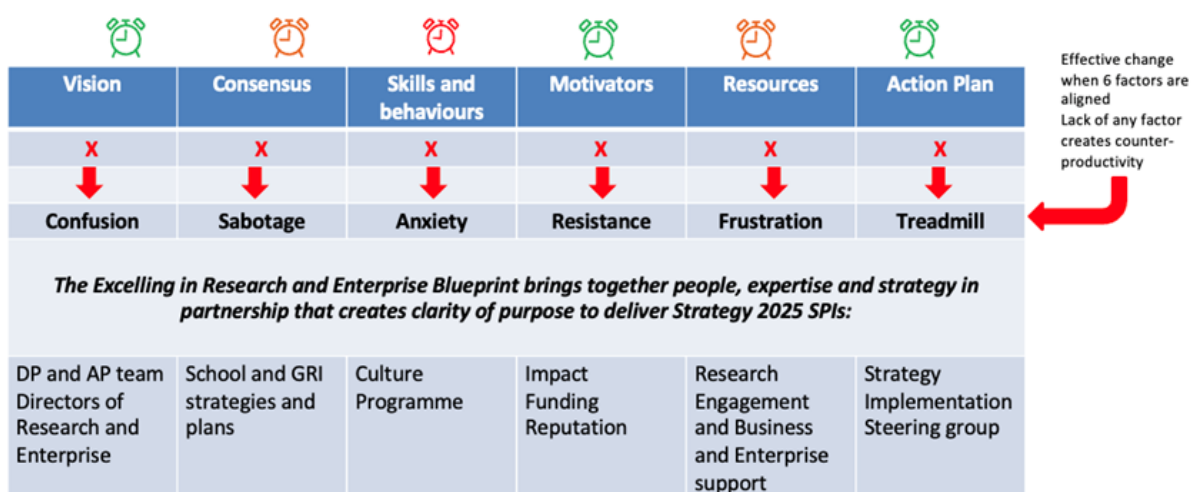 Vision
Consensus
Skills and
behaviours
Motivators
Resources
Action Plan
Effective change
when 6 factors are
aligned
Lack of any factor
creates counter-
productivity
X
X
X
X
X
X
Confusion
Sabotage
Anxiety
Resistance
Frustration
Treadmill
The Excelling in Research and Enterprise Blueprint brings together people, expertise and strategy in
partnership that creates clarity of purpose to deliver Strategy 2025 SPIs:
DP and AP team
Directors of
Research and
Enterprise
School and GRI
strategies and
plans
Culture
Programme
Impact
Funding
Reputation
Research
Engagement
and Business
and Enterprise
support
Strategy
Implementation
Steering group